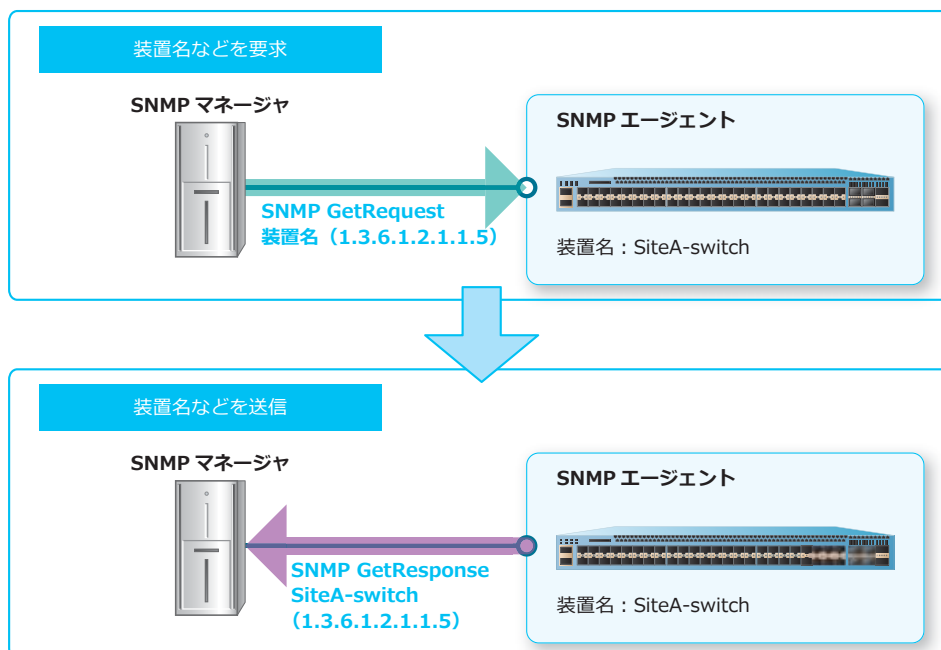 装置名などを要求
SNMP マネージャ
SNMP エージェント
SNMP GetRequest
装置名（1.3.6.1.2.1.1.5）
装置名：SiteA-switch
装置名などを送信
SNMP マネージャ
SNMP エージェント
SNMP GetResponse
SiteA-switch
（1.3.6.1.2.1.1.5）
装置名：SiteA-switch